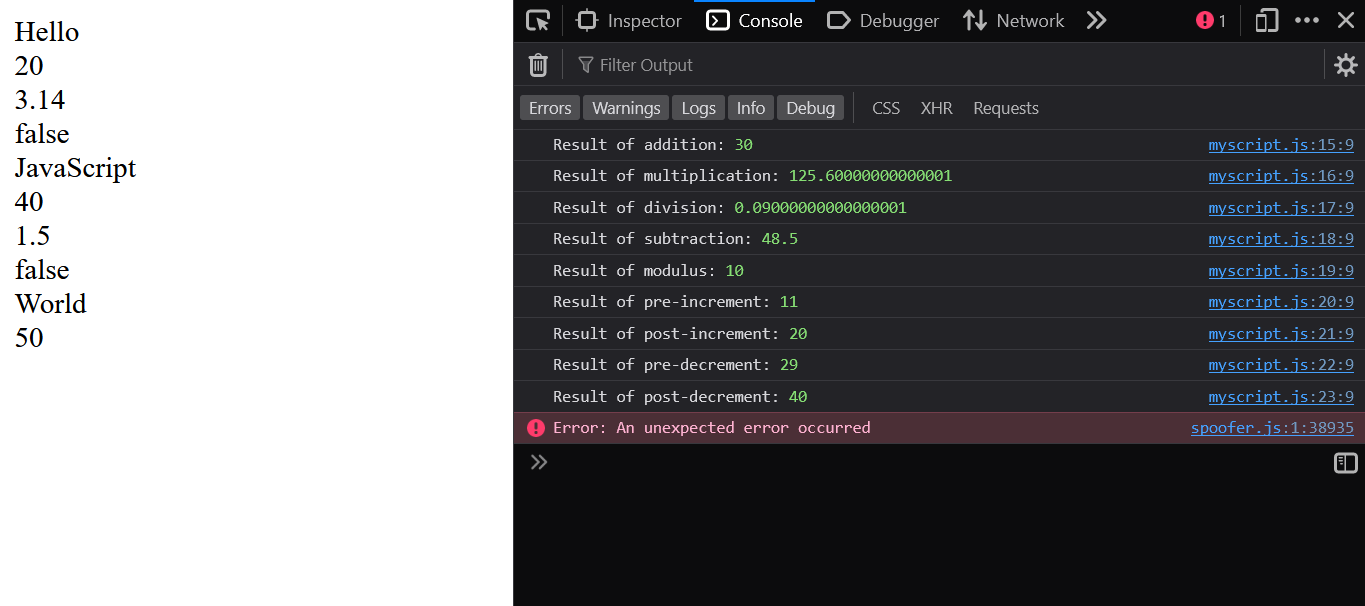 Hello
20
3.14
false
JavaScript
40
1.5
false
World
50
Inspector Console Debugger Network 1
Filter Output
Errors Warnings Logs Info Debug CSS XHR Requests
Result of addition: 30 myscript.js:15:9
Result of multiplication: 125.60000000000001 myscript.js:16:9
Result of division: 0.09000000000000001 myscript.js:17:9
Result of subtraction: 48.5 myscript.js:18:9
Result of modulus: 10 myscript.js:19:9
Result of pre-increment: 11 myscript.js:20:9
Result of post-increment: 20 myscript.js:21:9
Result of pre-decrement: 29 myscript.js:22:9
Result of post-decrement: 40 myscript.js:23:9
Error: An unexpected error occurred spoofer.js:1:38935